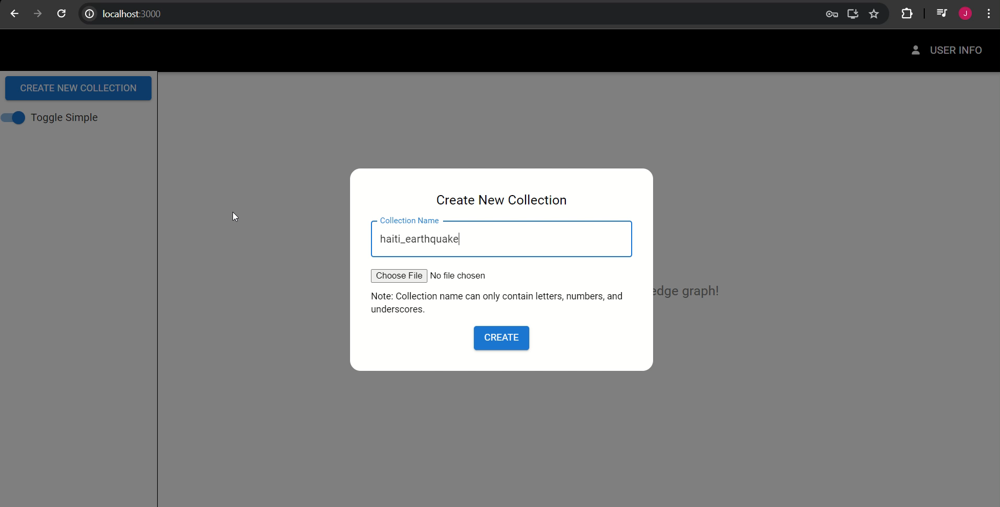 localhost:3000
J
USER INFO
CREATE NEW COLLECTION
Toggle Simple
Create New Collection
Collection Name
haiti_earthquake
Choose File No file chosen
Note: Collection name can only contain letters, numbers, and
underscores.
graph!
CREATE